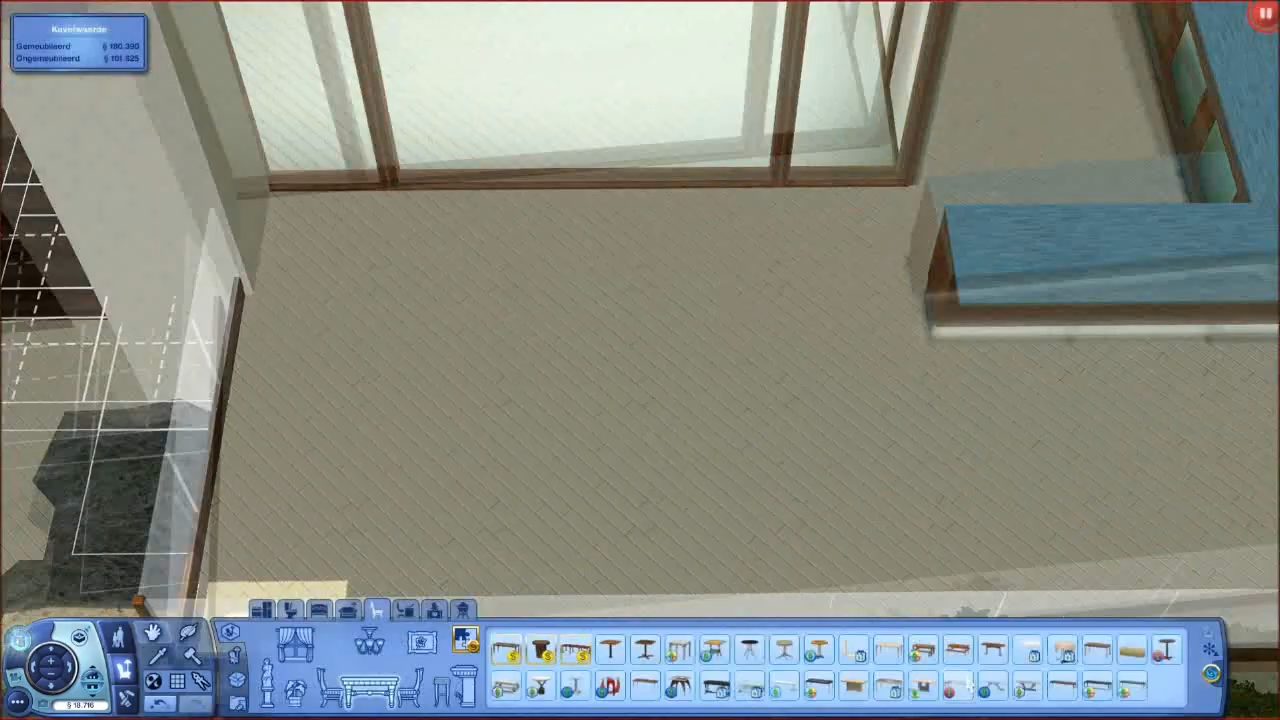 Kavelwaarde
Gemeubileerd § 180.390
Ongemeubileerd § 101.825
§ 18.716